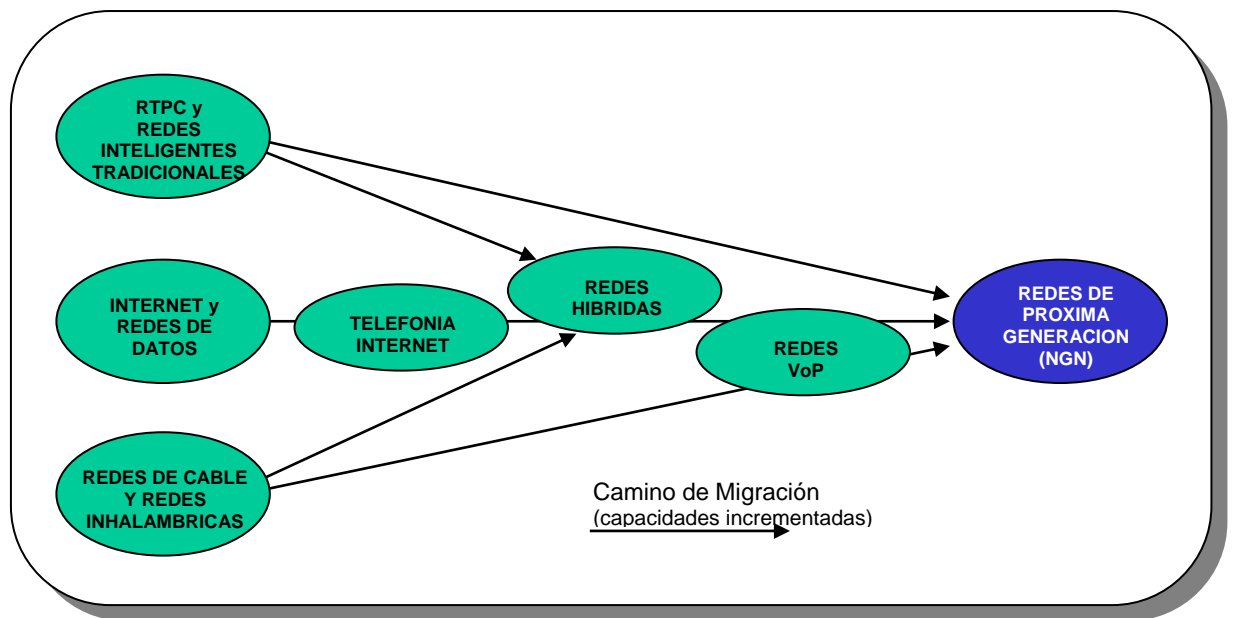 RTPC y
REDES
INTELIGENTES
TRADICIONALES
INTERNET y
REDES DE
DATOS
TELEFONIA
INTERNET
REDES
HIBRIDAS
REDES
VoP
REDES DE
PROXIMA
GENERACION
(NGN)
REDES DE CABLE
Y REDES
INHALAMBRICAS
Camino de Migración
(capacidades incrementadas)